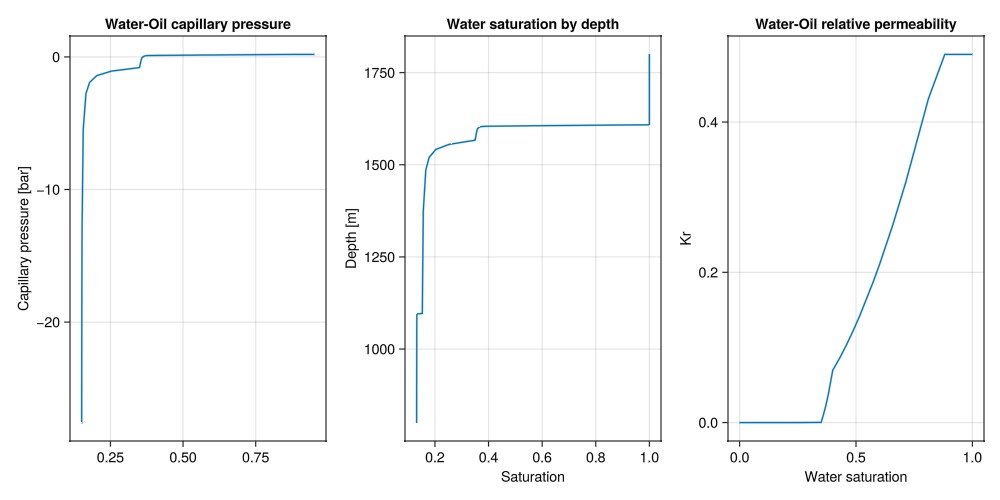 Water-Oil capillary pressure
Capillary pressure [bar]
0
−10
−20
0.25 0.50 0.75
Water saturation by depth
Depth [m]
1750
1500
1250
1000
0.2 0.4 0.6 0.8 1.0
Saturation
Water-Oil relative permeability
Kr
0.4
0.2
0.0
0.0 0.5 1.0
Water saturation